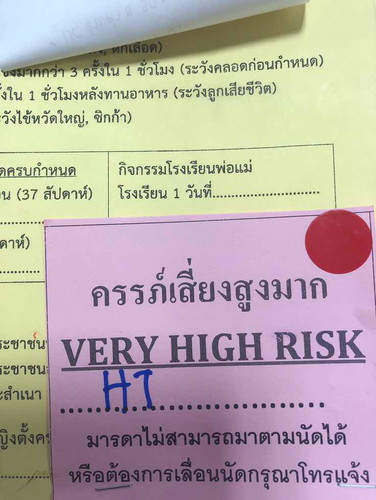 ตกเลือด)
มากกว่า 3 ครั้งใน 1 ชั่วโมง (ระวังคลอดก่อนกำหนด)
ใน 1 ชั่วโมงหลังทานอาหาร (ระวังลูกเสียชีวิต)
ไข้หวัดใหญ่, ซิกก้า)
ครบกำหนด
กิจกรรมโรงเรียนพ่อแม่
(37 สัปดาห์)
โรงเรียน 1 วันที่
ครรภ์เสี่ยงสูงมาก
VERY HIGH RISK
HT
มารดาไม่สามารถมาตามนัดได้
หรือต้องการเลื่อนนัดกรุณาโทรแจ้ง